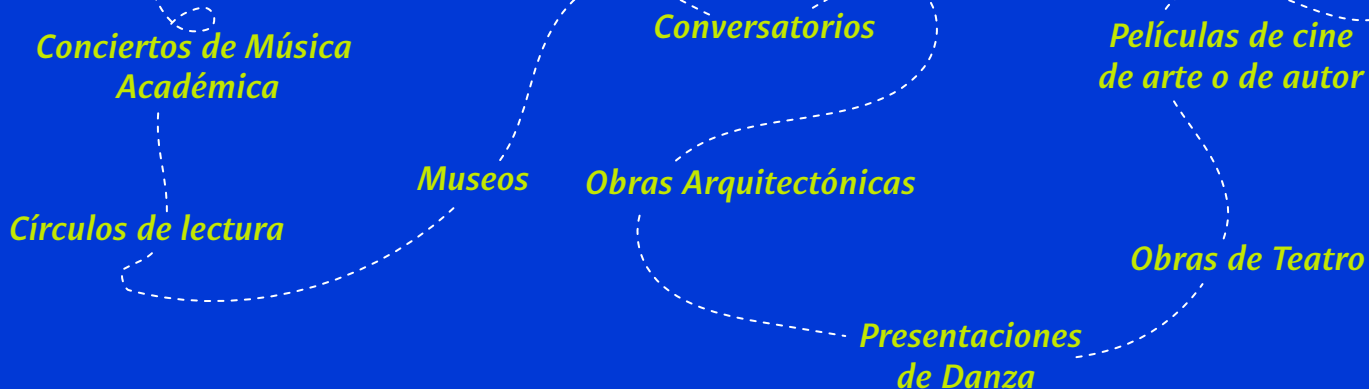 Conciertos de Música
Académica
Conversatorios
Películas de cine
de arte o de autor
Museos
Obras Arquitectónicas
Círculos de lectura
Obras de Teatro
Presentaciones
de Danza